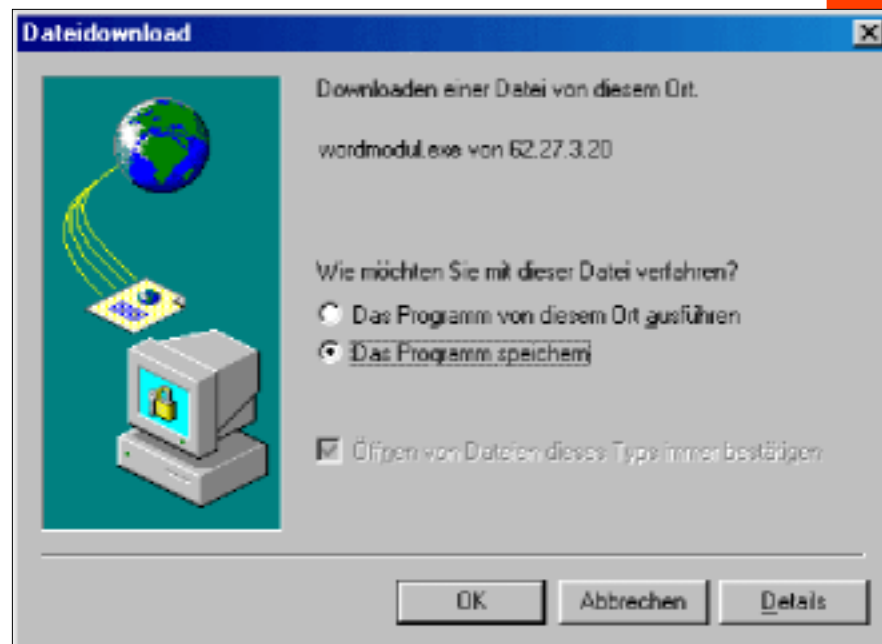 Dateidownload
Downloaden einer Datei von diesem Ort.
wordmodul.exe von 62.27.3.20
Wie möchten Sie mit dieser Datei verfahren?
Das Programm von diesem Ort ausführen
Das Programm speichern
Öffnen von Dateien dieses Typs immer bestätigen
OK
Abbrechen
Details